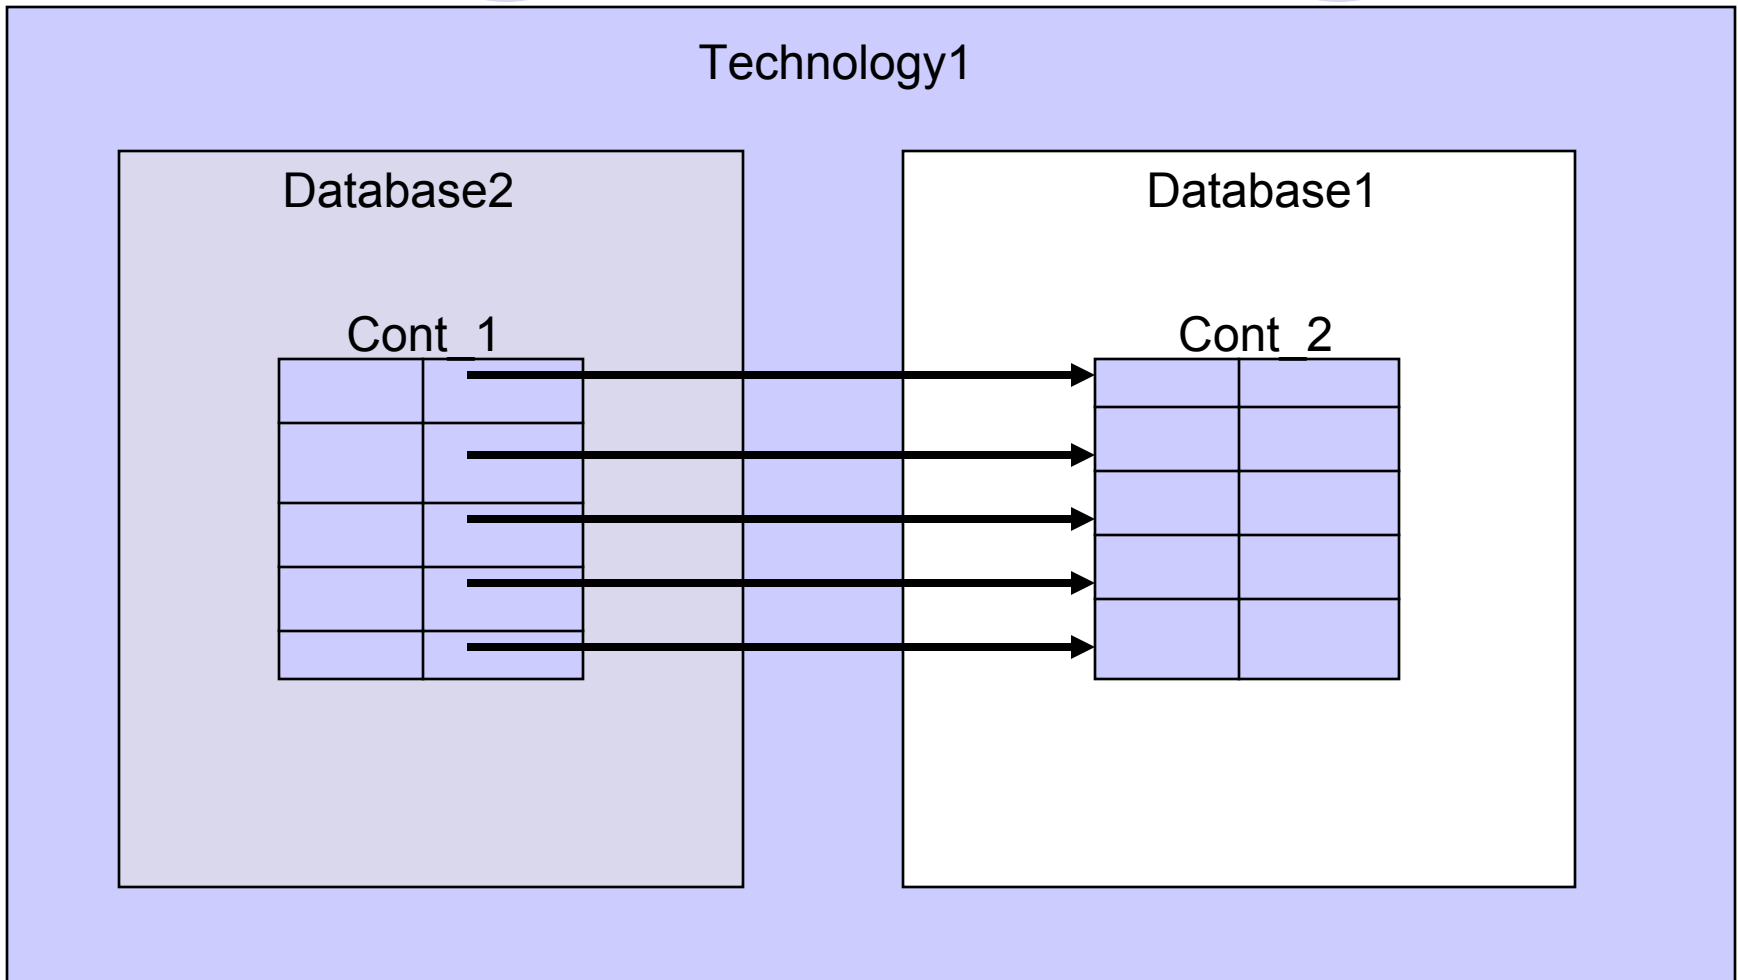 Technology1
Database2
Database1
Cont_1
Cont_2